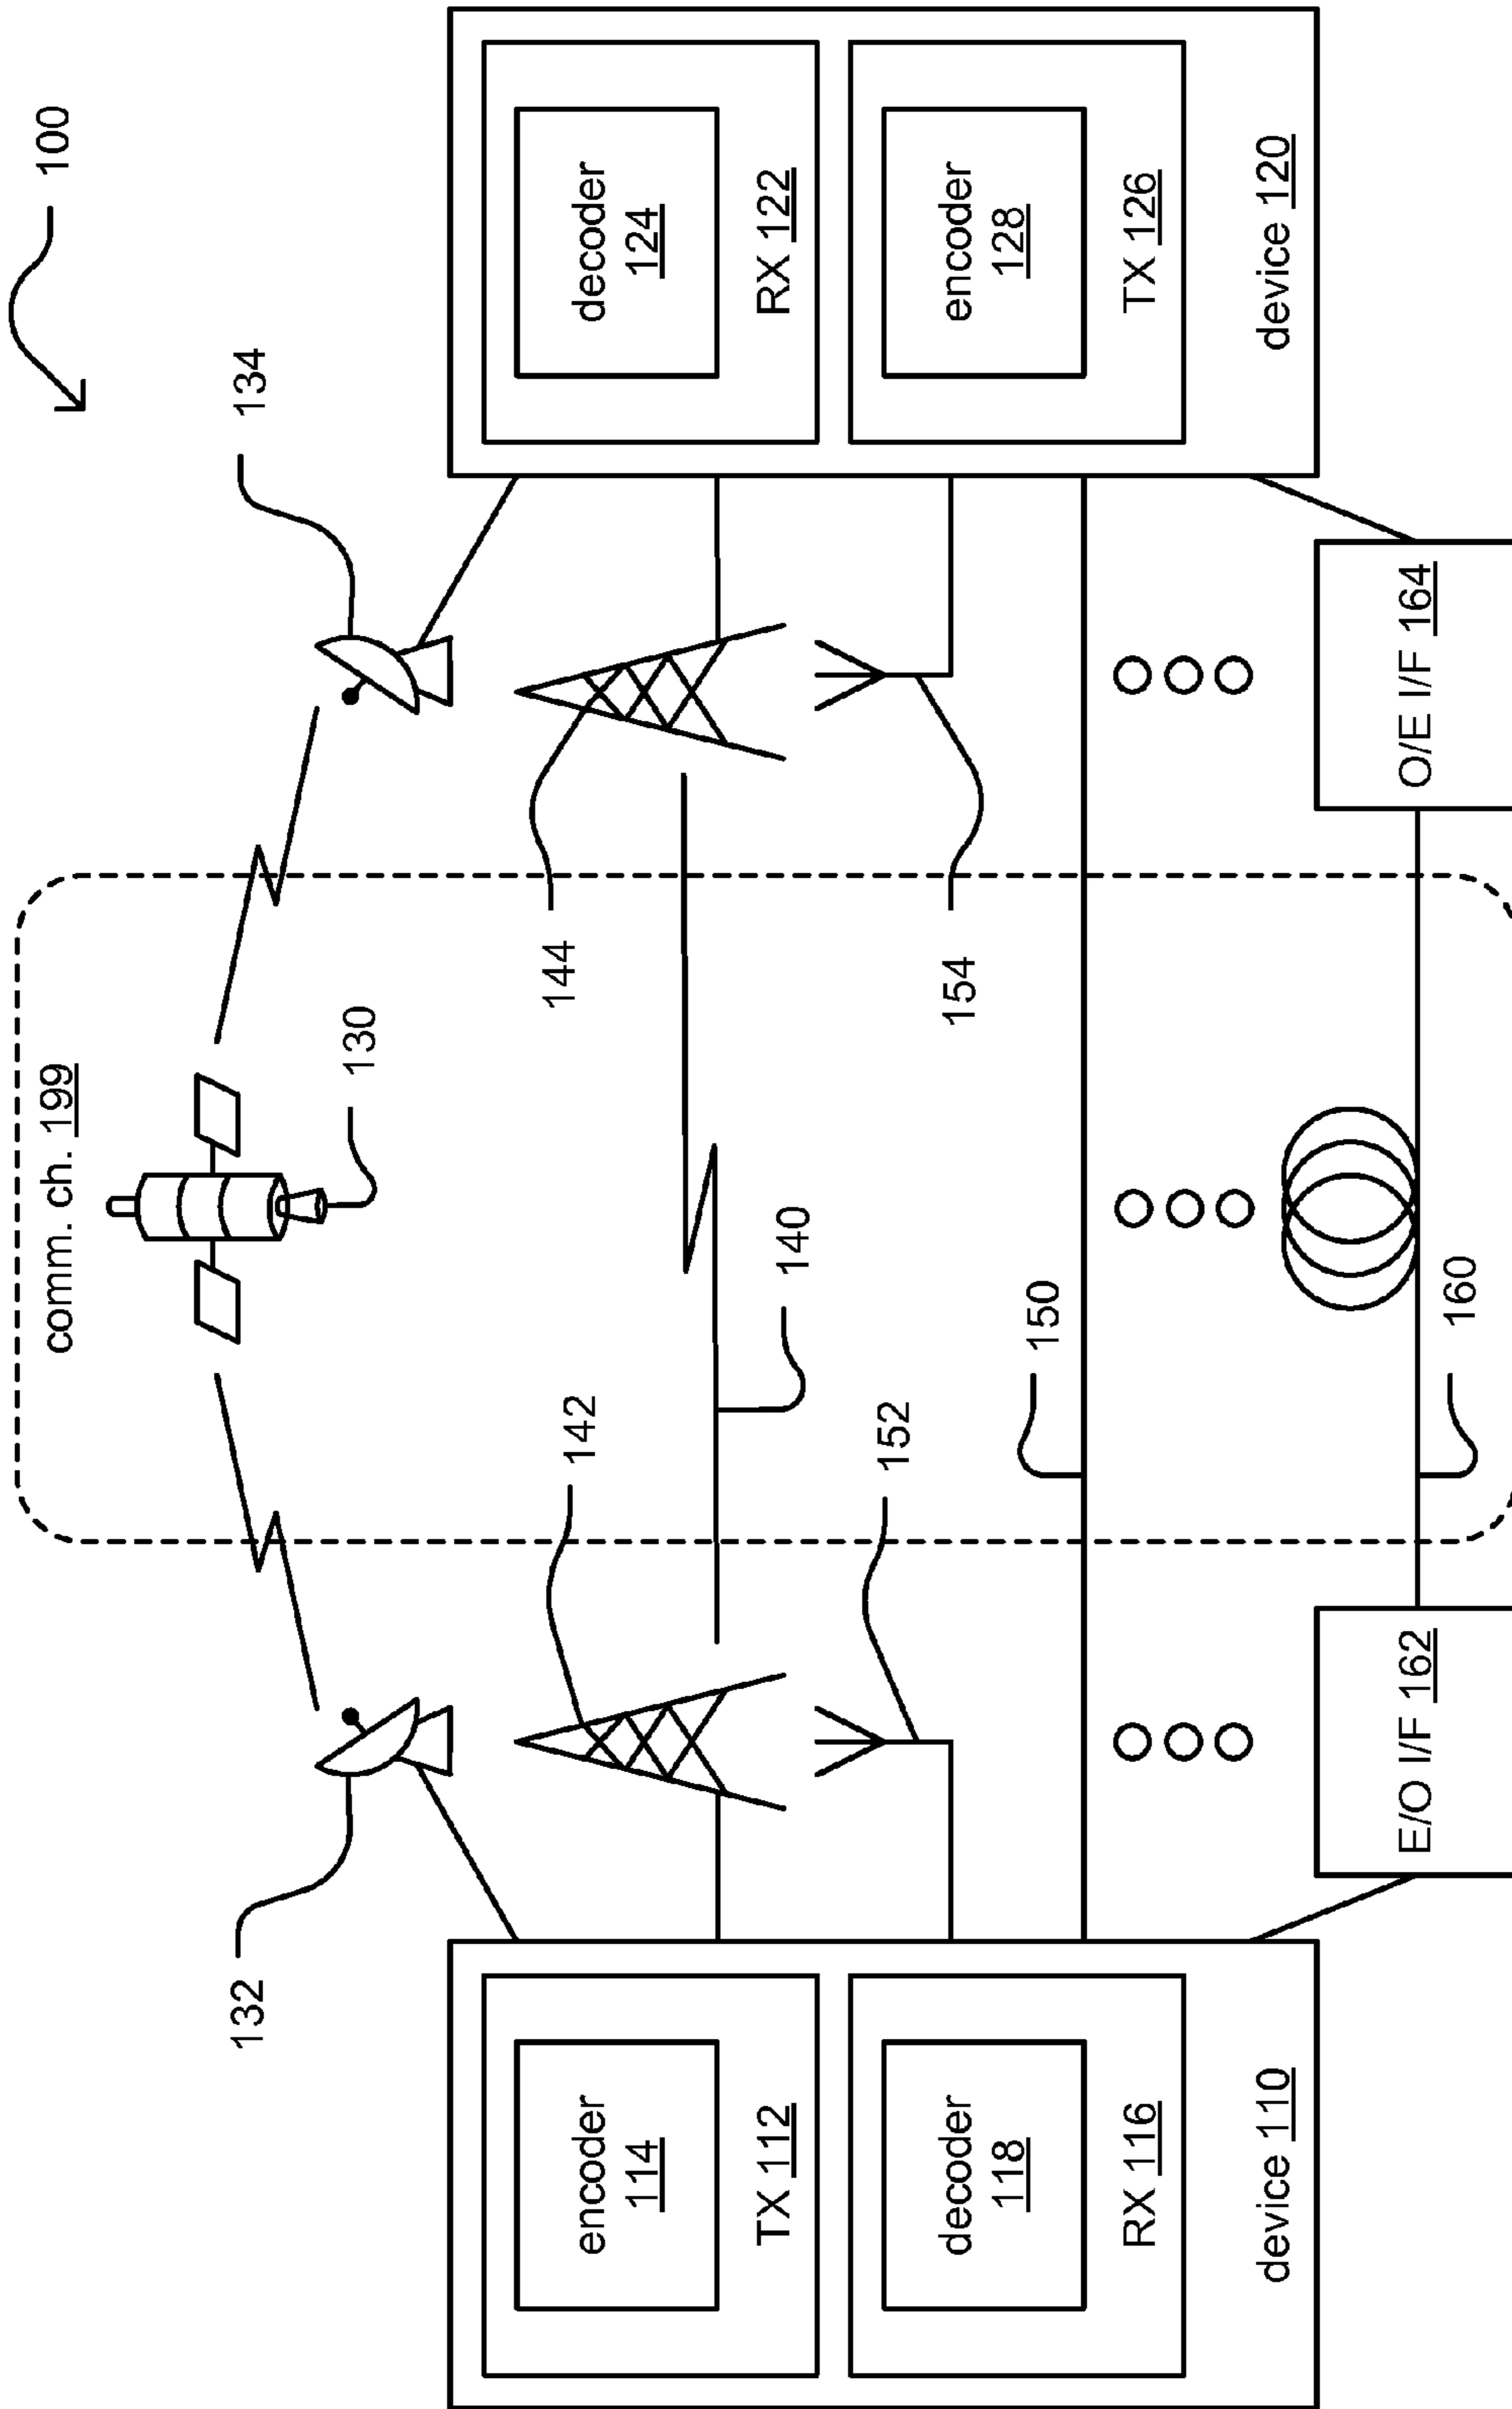 100
comm. ch. 199
130
132
134
142
140
144
152
150
154
160
encoder
114
TX 112
decoder
118
RX 116
device 110
decoder
124
RX 122
encoder
128
TX 126
device 120
E/O I/F 162
O/E I/F 164